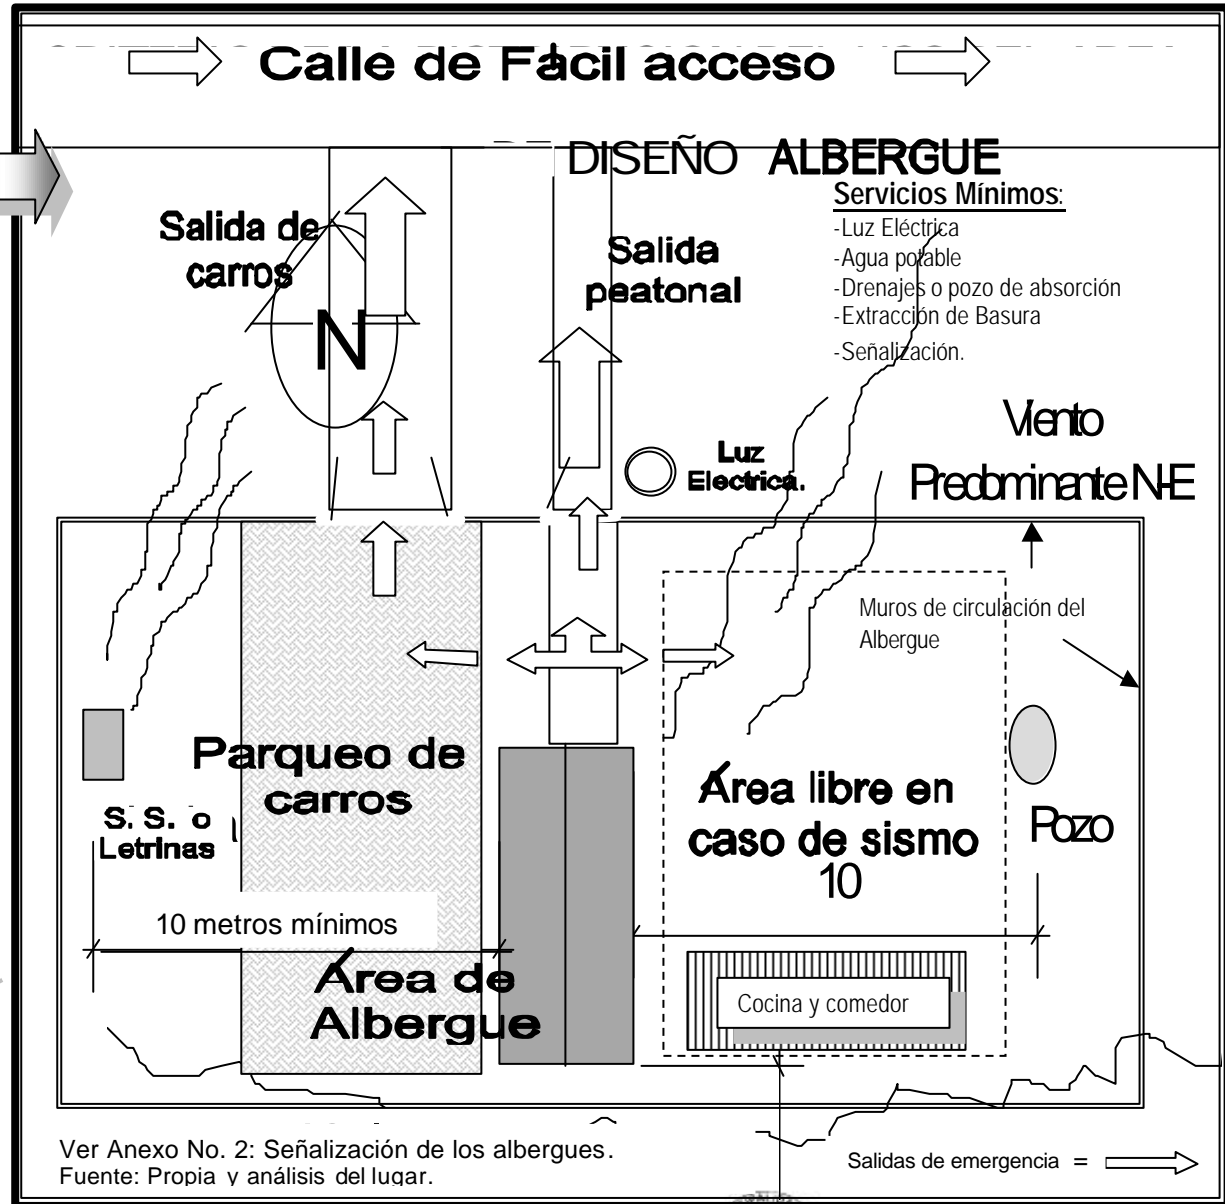 Calle de Fácil acceso
DISEÑO ALBERGUE
Servicios Mínimos:
-Luz Eléctrica
-Agua potable
-Drenajes o pozo de absorción
-Extracción de Basura
-Señalización.
Salida de
carros
Salida
peatonal
N
Viento
Predominante N-E
Luz
Electrica.
Muros de circulación del
Albergue
Parqueo de
carros
S. S. o
Letrinas
Área libre en
caso de sismo
10
Pozo
10 metros mínimos
Área de
Albergue
Cocina y comedor
Ver Anexo No. 2: Señalización de los albergues.
Fuente: Propia y análisis del lugar.
Salidas de emergencia =